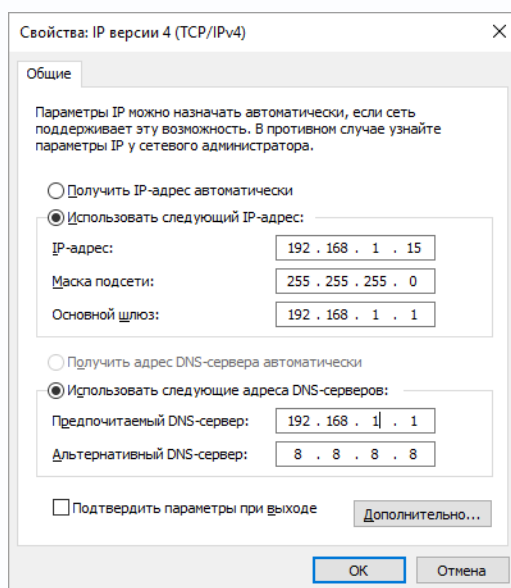 Свойства: IP версии 4 (TCP/IPv4)
Общие
Параметры IP можно назначать автоматически, если сеть
поддерживает эту возможность. В противном случае узнайте
параметры IP у сетевого администратора.
Получить IP-адрес автоматически
Использовать следующий IP-адрес:
IP-адрес: 192 . 168 . 1 . 15
Маска подсети: 255 . 255 . 255 . 0
Основной шлюз: 192 . 168 . 1 . 1
Получить адрес DNS-сервера автоматически
Использовать следующие адреса DNS-серверов:
Предпочитаемый DNS-сервер: 192 . 168 . 1 . 1
Альтернативный DNS-сервер: 8 . 8 . 8 . 8
Подтвердить параметры при выходе
Дополнительно...
OK Отмена